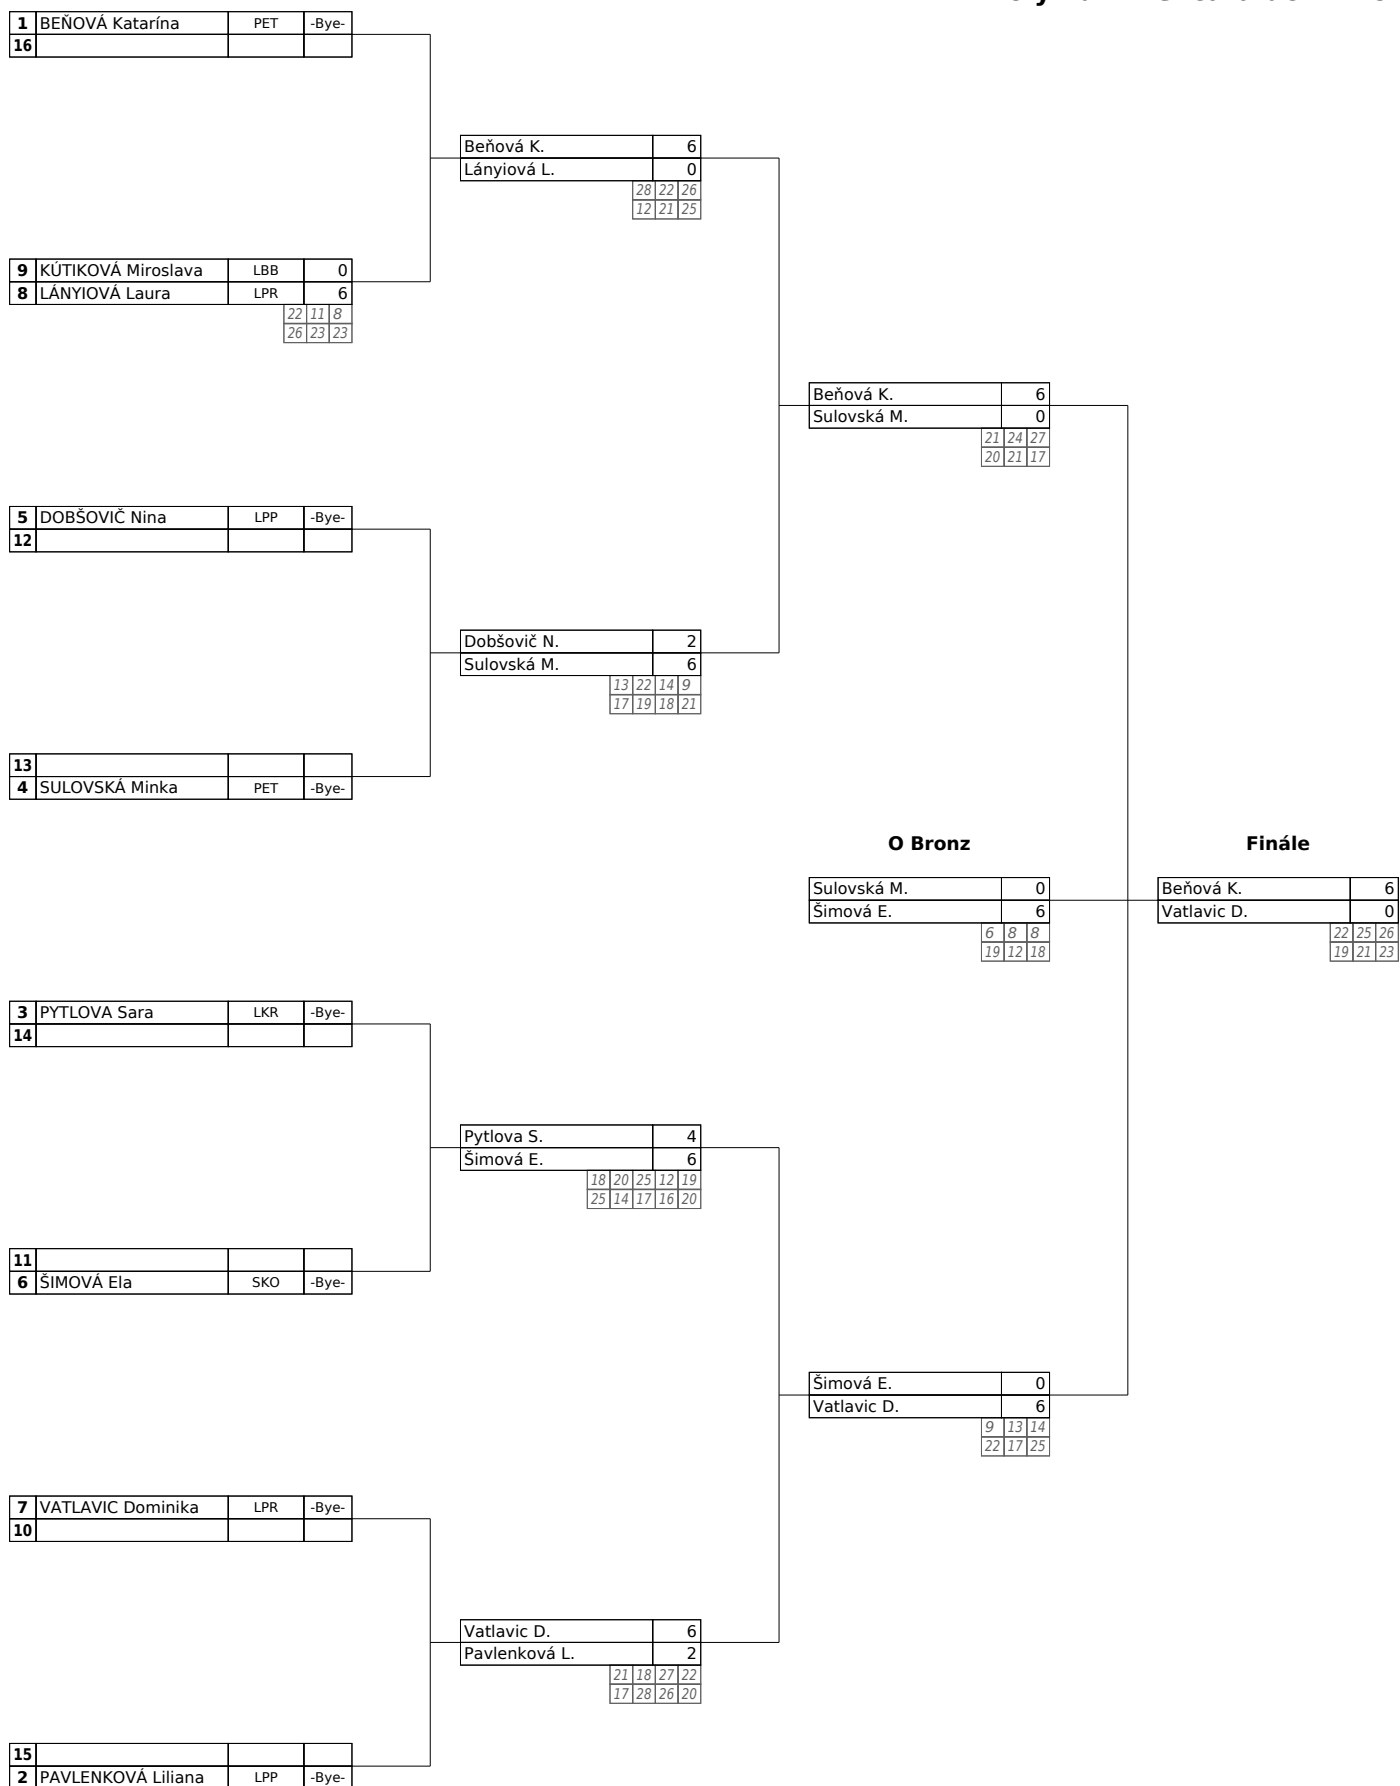 1 BEŇOVÁ Katarína PET -Bye-
16
Beňová K. 6
Lányiová L. 0
28 22 26
12 21 25
9 KÚTIKOVÁ Miroslava LBB 0
8 LÁNYIOVÁ Laura LPR 6
22 11 8
26 23 23
Beňová K. 6
Sulovská M. 0
21 24 27
20 21 17
5 DOBŠOVIČ Nina LPP -Bye-
12
Dobšovič N. 2
Sulovská M. 6
13 22 14 9
17 19 18 21
13
4 SULOVSKÁ Minka PET -Bye-
O Bronz
Finále
Sulovská M. 0
Šimová E. 6
6 8 8
19 12 18
Beňová K. 6
Vatlavic D. 0
22 25 26
19 21 23
3 PYTLOVA Sara LKR -Bye-
14
Pytlova S. 4
Šimová E. 6
18 20 25 12 19
25 14 17 16 20
11
6 ŠIMOVÁ Ela SKO -Bye-
Šimová E. 0
Vatlavic D. 6
9 13 14
22 17 25
7 VATLAVIC Dominika LPR -Bye-
10
Vatlavic D. 6
Pavlenková L. 2
21 18 27 22
17 28 26 20
15
2 PAVLENKOVÁ Liliana LPP -Bye-